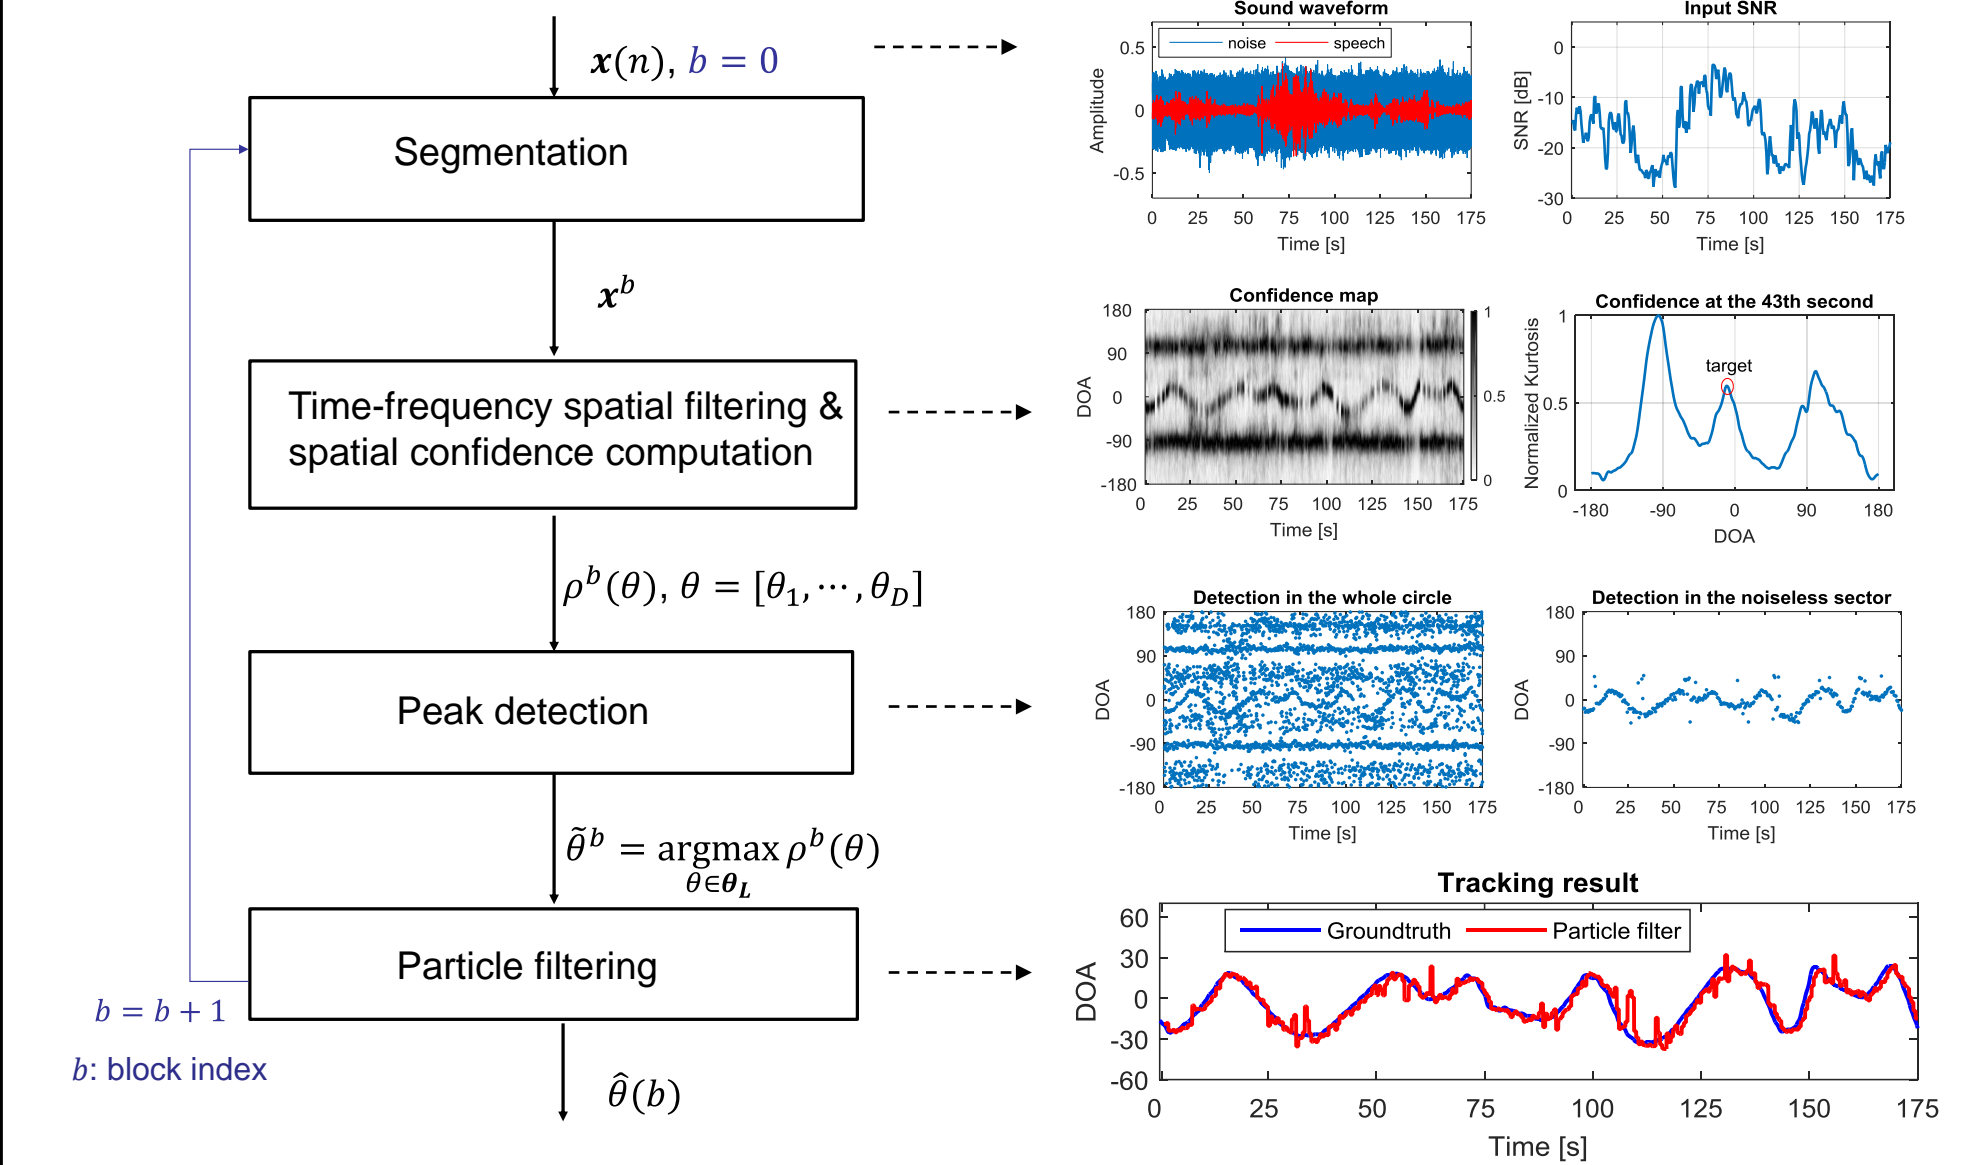 x(n), b = 0
Segmentation
x^b
Time-frequency spatial filtering &
spatial confidence computation
ρ^b(θ), θ = [θ_1, ⋯ , θ_D]
Peak detection
θ̃^b = argmax ρ^b(θ)
θ∈θ_L
Particle filtering
b = b + 1
b: block index
θ̂(b)
Sound waveform
noise speech
Amplitude
0.5
0
-0.5
0 25 50 75 100 125 150 175
Time [s]
Input SNR
SNR [dB]
0
-10
-20
-30
0 25 50 75 100 125 150 175
Time [s]
Confidence map
DOA
180
90
0
-90
-180
1
0.5
0
0 25 50 75 100 125 150 175
Time [s]
Confidence at the 43th second
Normalized Kurtosis
1
0.5
0
target
-180 -90 0 90 180
DOA
Detection in the whole circle
DOA
180
90
0
-90
-180
0 25 50 75 100 125 150 175
Time [s]
Detection in the noiseless sector
DOA
180
90
0
-90
-180
0 25 50 75 100 125 150 175
Time [s]
Tracking result
Groundtruth Particle filter
DOA
60
30
0
-30
-60
0 25 50 75 100 125 150 175
Time [s]